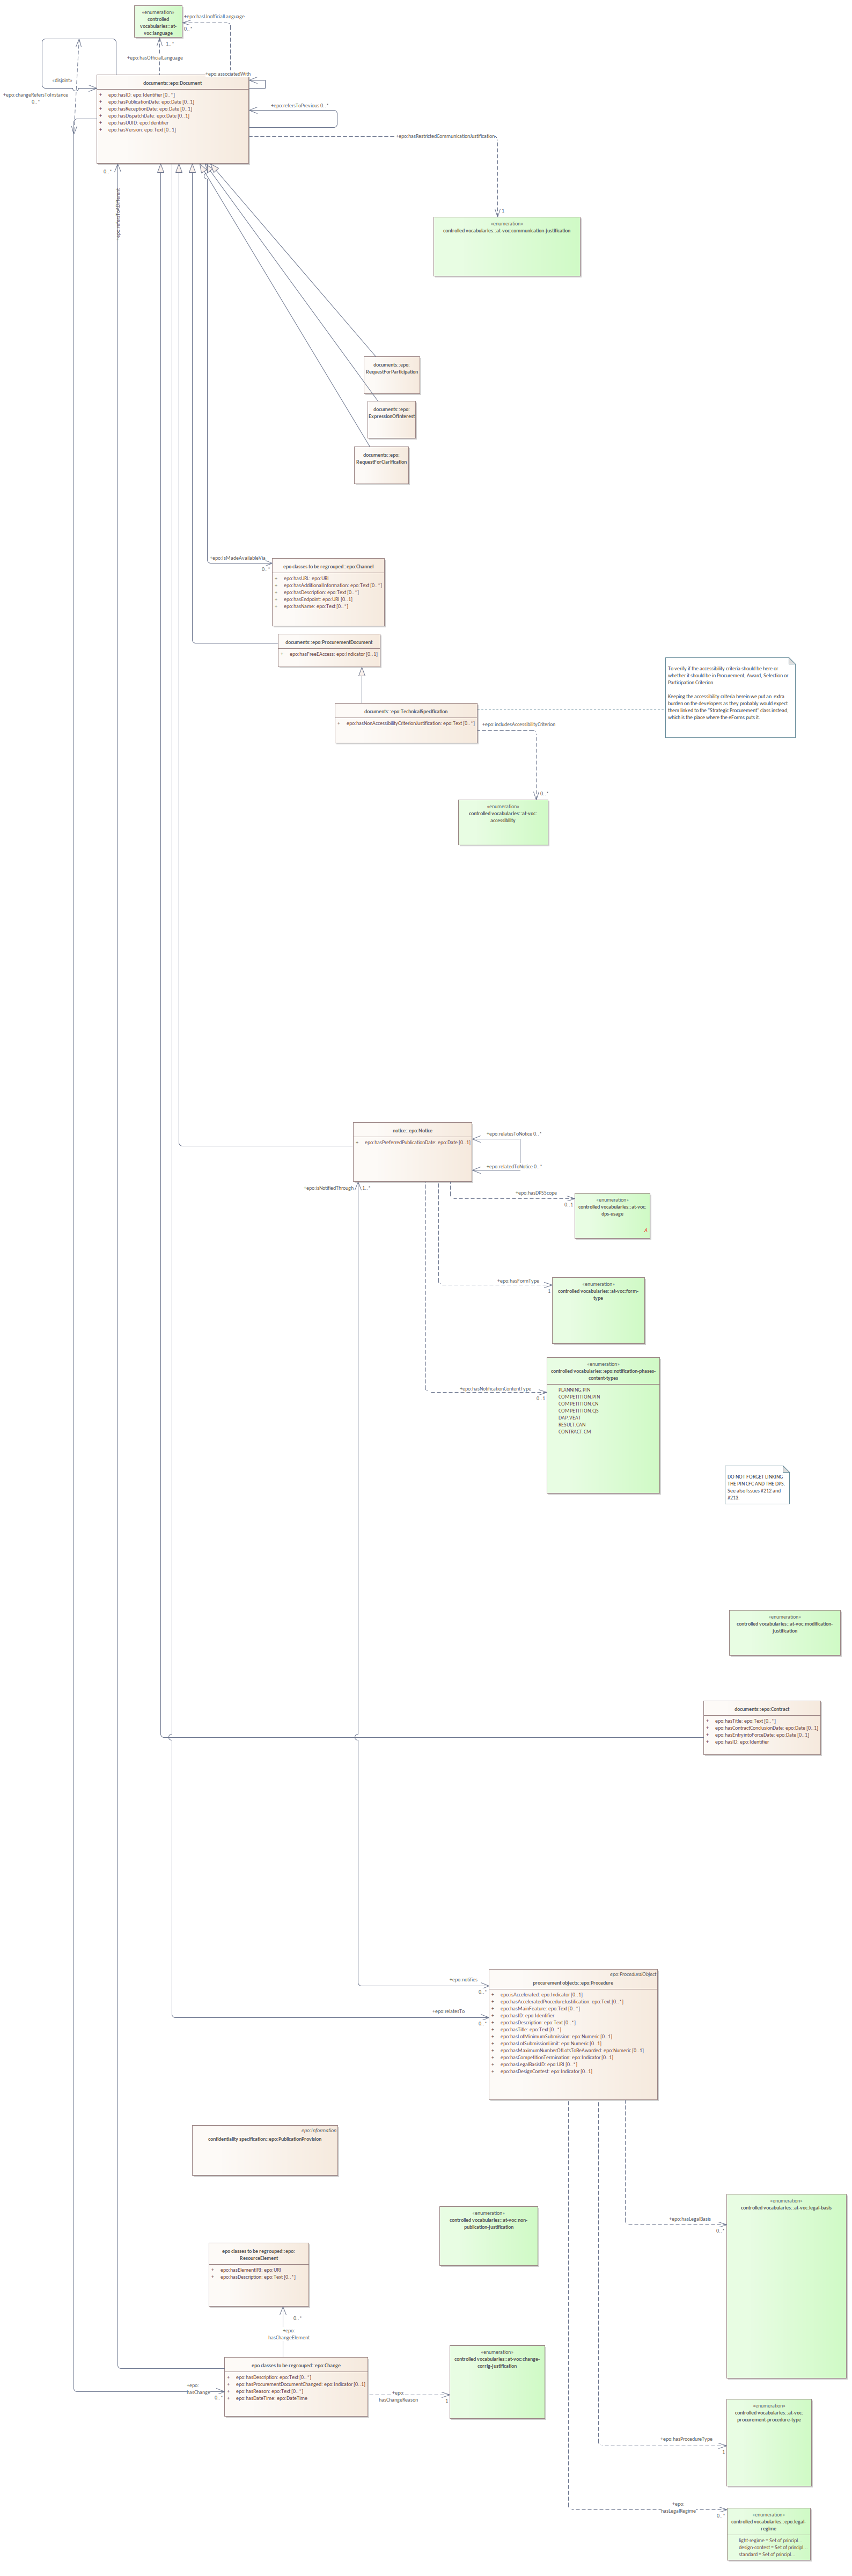 «enumeration»
controlled
vocabularies::at-
voc:language
+epo:hasUnofficialLanguage
0..*
1..*
+epo:hasOfficialLanguage
«disjoint»
+epo:changeRefersToInstance
0..*
+epo:associatedWith
documents::epo:Document
+ epo:hasID: epo:Identifier [0..*]
+ epo:hasPublicationDate: epo:Date [0..1]
+ epo:hasReceptionDate: epo:Date [0..1]
+ epo:hasDispatchDate: epo:Date [0..1]
+ epo:hasUUID: epo:Identifier
+ epo:hasVersion: epo:Text [0..1]
+epo:refersToPrevious 0..*
+epo:hasRestrictedCommunicationJustification
1
0..*
+epo:refersToADifferent
«enumeration»
controlled vocabularies::at-voc:communication-justification
documents::epo:
RequestForParticipation
documents::epo:
ExpressionOfInterest
documents::epo:
RequestForClarification
+epo:IsMadeAvailableVia
0..*
epo classes to be regrouped::epo:Channel
+ epo:hasURL: epo:URI
+ epo:hasAdditionalInformation: epo:Text [0..*]
+ epo:hasDescription: epo:Text [0..*]
+ epo:hasEndpoint: epo:URI [0..1]
+ epo:hasName: epo:Text [0..*]
documents::epo:ProcurementDocument
+ epo:hasFreeEAccess: epo:Indicator [0..1]
documents::epo:TechnicalSpecification
+ epo:hasNonAccessibilityCriterionJustification: epo:Text [0..*]
To verify if the accessibility criteria should be here or
whether it should be in Procurement, Award, Selection or
Participation Criterion.
Keeping the accessibility criteria herein we put an extra
burden on the developers as they probably would expect
them linked to the "Strategic Procurement" class instead,
which is the place where the eForms puts it.
+epo:includesAccessibilityCriterion
0..*
«enumeration»
controlled vocabularies::at-voc:
accessibility
notice::epo:Notice
+ epo:hasPreferredPublicationDate: epo:Date [0..1]
+epo:relatesToNotice 0..*
+epo:relatedToNotice 0..*
+epo:isNotifiedThrough
1..*
+epo:hasDPSScope
0..1
«enumeration»
controlled vocabularies::at-voc:
dps-usage
A
+epo:hasFormType
1
«enumeration»
controlled vocabularies::at-voc:form-
type
+epo:hasNotificationContentType
0..1
«enumeration»
controlled vocabularies::epo:notification-phases-
content-types
PLANNING.PIN
COMPETITION.PIN
COMPETITION.CN
COMPETITION.QS
DAP.VEAT
RESULT.CAN
CONTRACT.CM
DO NOT FORGET LINKING
THE PIN CFC AND THE DPS.
See also Issues #212 and
#213.
«enumeration»
controlled vocabularies::at-voc:modification-
justification
documents::epo:Contract
+ epo:hasTitle: epo:Text [0..*]
+ epo:hasContractConclusionDate: epo:Date [0..1]
+ epo:hasEntryIntoForceDate: epo:Date [0..1]
+ epo:hasID: epo:Identifier
+epo:notifies
0..*
+epo:relatesTo
0..*
epo:ProcedureObject
procurement objects::epo:Procedure
+ epo:isAccelerated: epo:Indicator [0..1]
+ epo:hasAcceleratedProcedureJustification: epo:Text [0..*]
+ epo:hasMainFeature: epo:Text [0..*]
+ epo:hasID: epo:Identifier
+ epo:hasDescription: epo:Text [0..*]
+ epo:hasTitle: epo:Text [0..*]
+ epo:hasLotMinimumSubmission: epo:Numeric [0..1]
+ epo:hasLotSubmissionLimit: epo:Numeric [0..1]
+ epo:hasMaximumNumberOfLotsToBeAwarded: epo:Numeric [0..1]
+ epo:hasCompetitionTermination: epo:Indicator [0..1]
+ epo:hasLegalBasisID: epo:URI [0..*]
+ epo:hasDesignContest: epo:Indicator [0..1]
epo:Information
confidentiality specification::epo:PublicationProvision
«enumeration»
controlled vocabularies::at-voc:non-
publication-justification
+epo:hasLegalBasis
0..*
«enumeration»
controlled vocabularies::at-voc:legal-basis
epo classes to be regrouped::epo:
ResourceElement
+ epo:hasElementIRI: epo:URI
+ epo:hasDescription: epo:Text [0..*]
0..*
+epo:
hasChangeElement
epo classes to be regrouped::epo:Change
+ epo:hasDescription: epo:Text [0..*]
+ epo:hasProcurementDocumentChanged: epo:Indicator [0..1]
+ epo:hasReason: epo:Text [0..*]
+ epo:hasDateTime: epo:DateTime
+epo:
hasChange
0..*
+epo:
hasChangeReason
1
«enumeration»
controlled vocabularies::at-voc:change-
corrig-justification
+epo:hasProcedureType
1
«enumeration»
controlled vocabularies::at-voc:
procurement-procedure-type
+epo:
hasLegalRegime
0..*
«enumeration»
controlled vocabularies::epo:legal-
regime
light-regime = Set of principl...
design-contest = Set of principl...
standard = Set of principl...